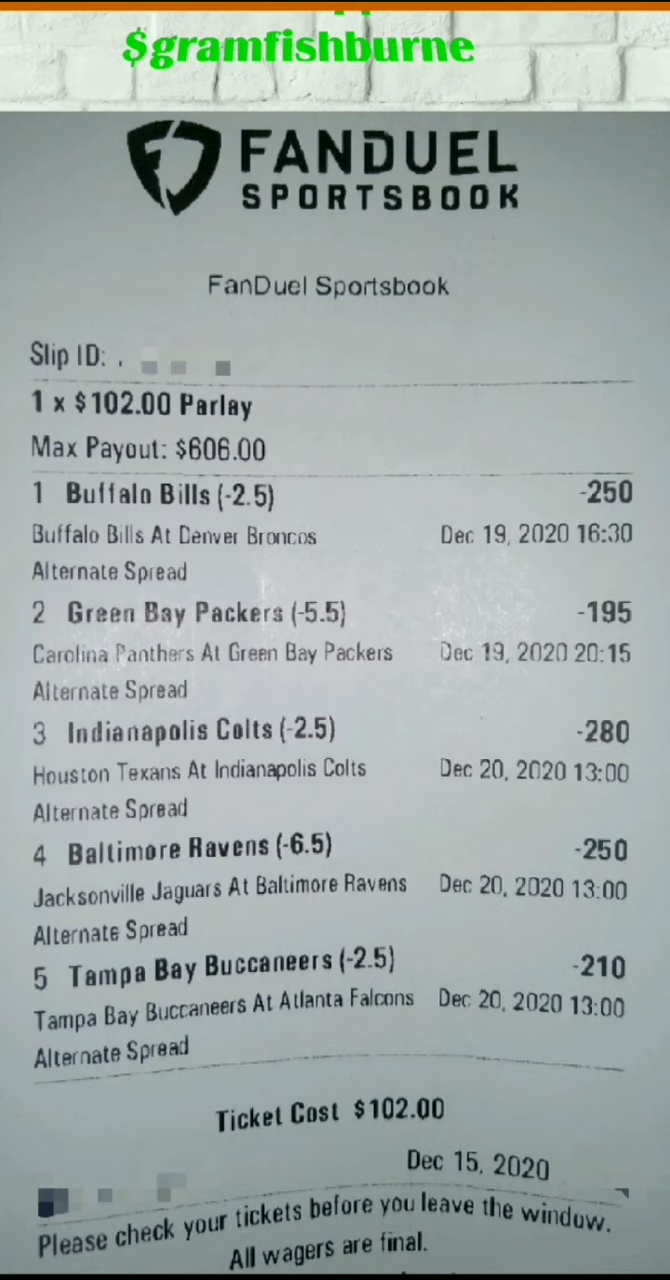 $gramfishburne
FANDUEL
SPORTSBOOK
FanDuel Sportsbook
Slip ID: .
1 x $102.00 Parlay
Max Payout: $606.00
1 Buffalo Bills (-2.5) -250
Buffalo Bills At Denver Broncos Dec 19, 2020 16:30
Alternate Spread
2 Green Bay Packers (-5.5) -195
Carolina Panthers At Green Bay Packers Dec 19, 2020 20:15
Alternate Spread
3 Indianapolis Colts (-2.5) -280
Houston Texans At Indianapolis Colts Dec 20, 2020 13:00
Alternate Spread
4 Baltimore Ravens (-6.5) -250
Jacksonville Jaguars At Baltimore Ravens Dec 20, 2020 13:00
Alternate Spread
5 Tampa Bay Buccaneers (-2.5) -210
Tampa Bay Buccaneers At Atlanta Falcons Dec 20, 2020 13:00
Alternate Spread
Ticket Cost $102.00
Dec 15, 2020
Please check your tickets before you leave the window.
All wagers are final.